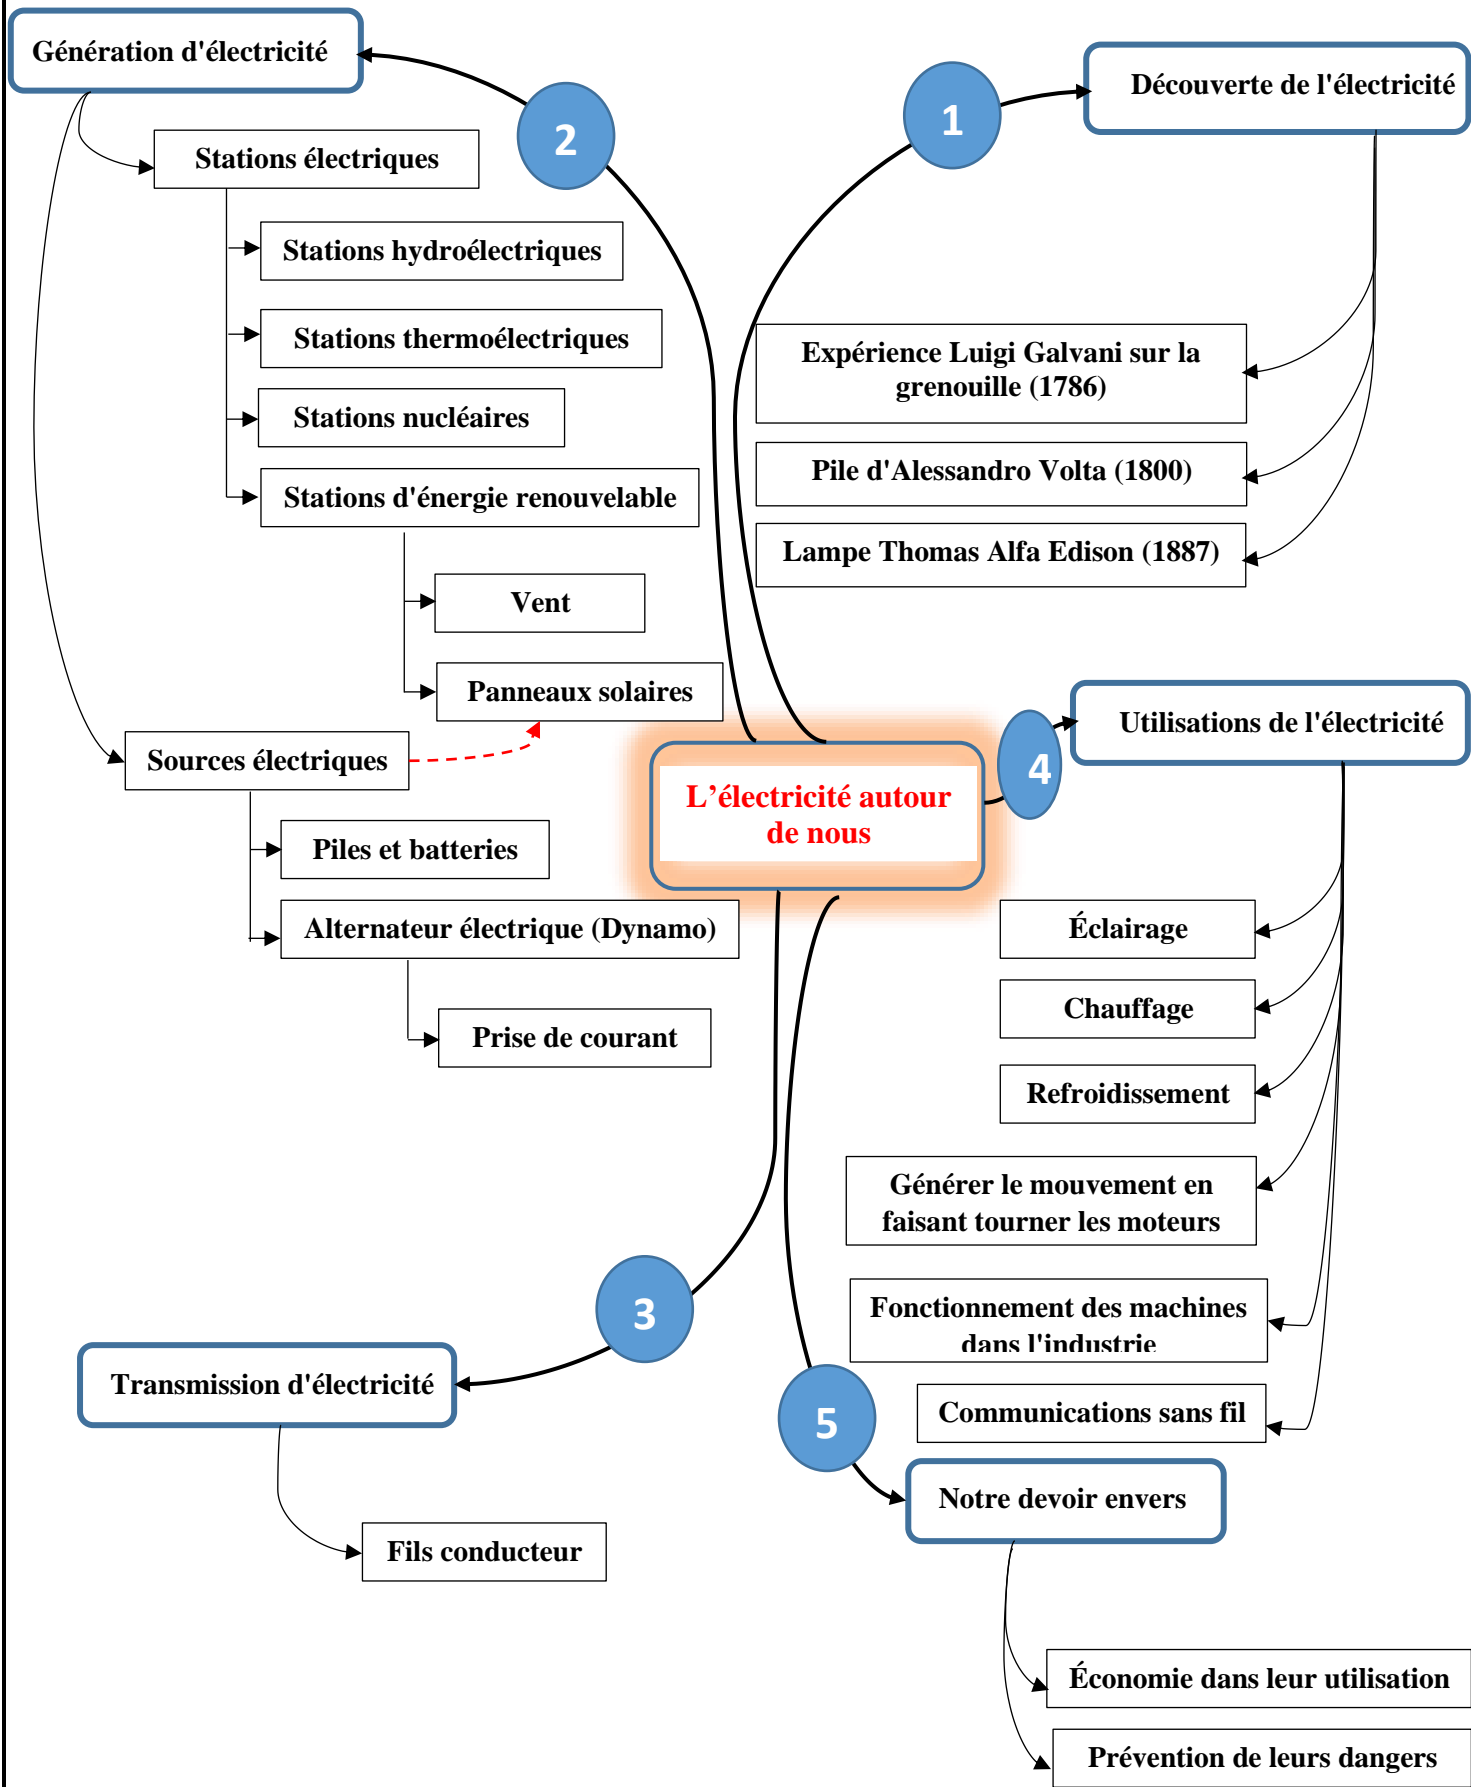 Génération d'électricité
2
Stations électriques
Stations hydroélectriques
Stations thermoélectriques
Stations nucléaires
Stations d'énergie renouvelable
Vent
Panneaux solaires
Sources électriques
Piles et batteries
Alternateur électrique (Dynamo)
Prise de courant
1
Découverte de l'électricité
Expérience Luigi Galvani sur la
grenouille (1786)
Pile d'Alessandro Volta (1800)
Lampe Thomas Alfa Edison (1887)
L’électricité autour
de nous
4
Utilisations de l'électricité
Éclairage
Chauffage
Refroidissement
Générer le mouvement en
faisant tourner les moteurs
Fonctionnement des machines
dans l'industrie
Communications sans fil
3
Transmission d'électricité
Fils conducteur
5
Notre devoir envers
Économie dans leur utilisation
Prévention de leurs dangers